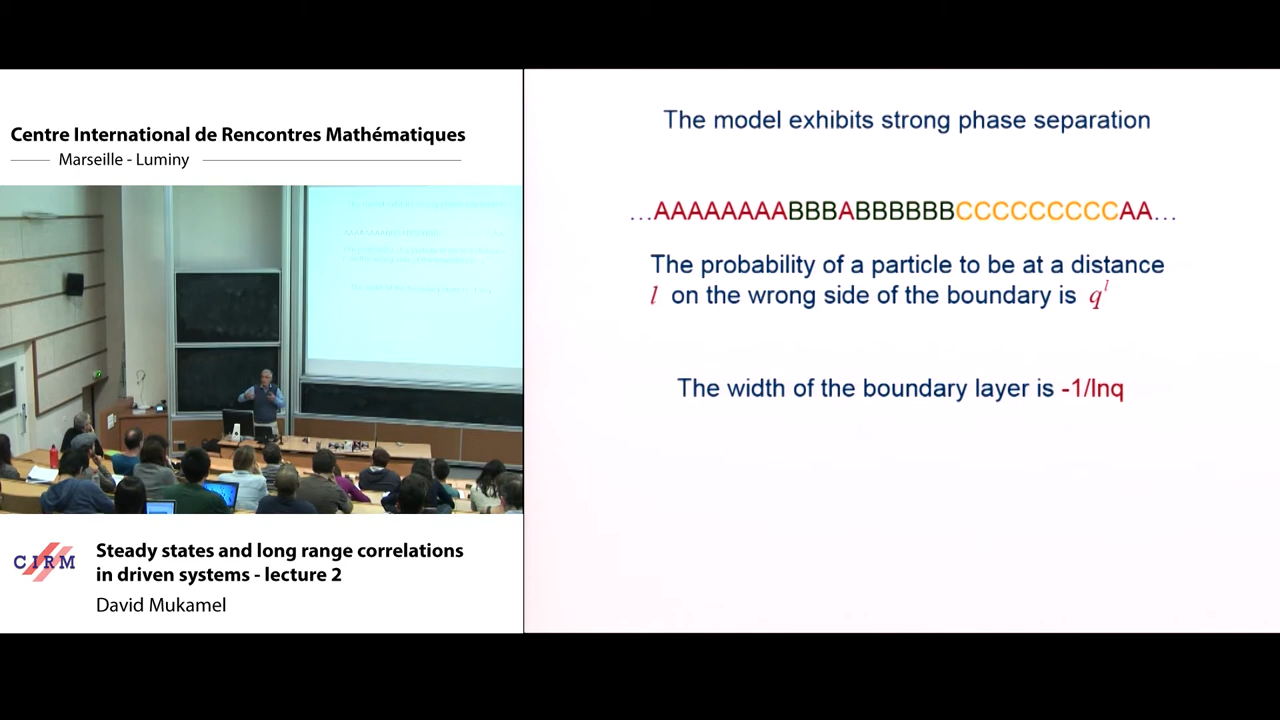 Centre International de Rencontres Mathématiques
Marseille - Luminy
CIRM
Steady states and long range correlations
in driven systems - lecture 2
David Mukamel
The model exhibits strong phase separation
…AAAAAAAABBBABBBBBBCCCCCCCCCAA…
The probability of a particle to be at a distance
l on the wrong side of the boundary is q^l
The width of the boundary layer is -1/lnq